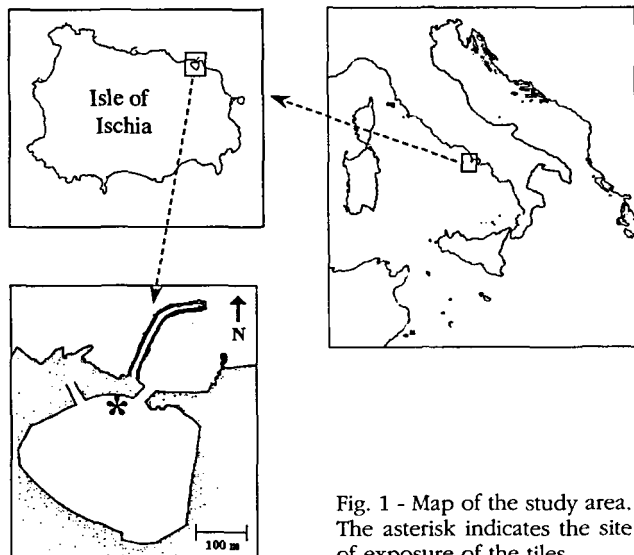 Isle of
Ischia
N
*
100 m
Fig. 1 - Map of the study area.
The asterisk indicates the site
of exposure of the tiles.